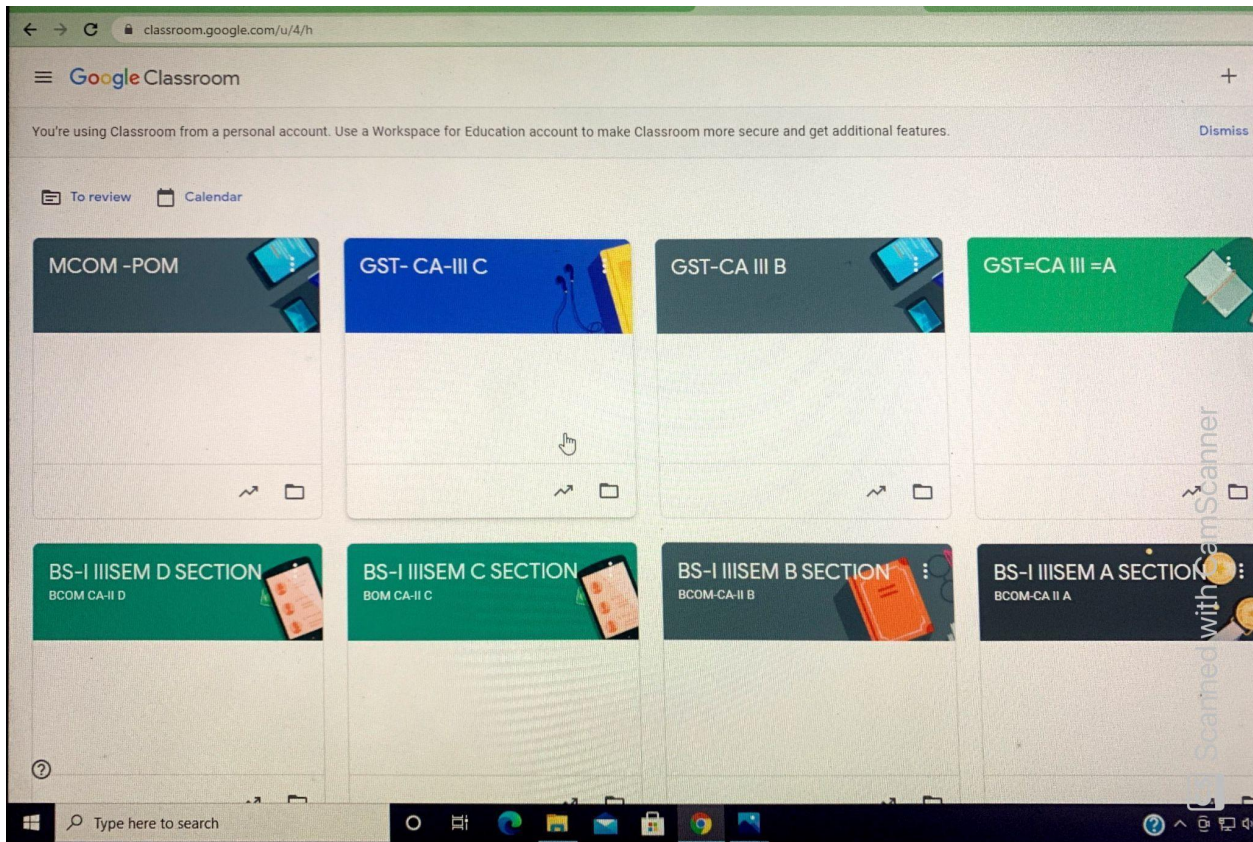 classroom.google.com/u/4/h
Google Classroom
You're using Classroom from a personal account. Use a Workspace for Education account to make Classroom more secure and get additional features.
Dismiss
To review Calendar
MCOM -POM
GST- CA-III C
GST-CA III B
GST=CA III =A
BS-I IIISEM D SECTION
BCOM CA-II D
BS-I IIISEM C SECTION
BOM CA-II C
BS-I IIISEM B SECTION
BCOM-CA-II B
BS-I IIISEM A SECTION
BCOM-CA II A
Type here to search
Scanned with CamScanner